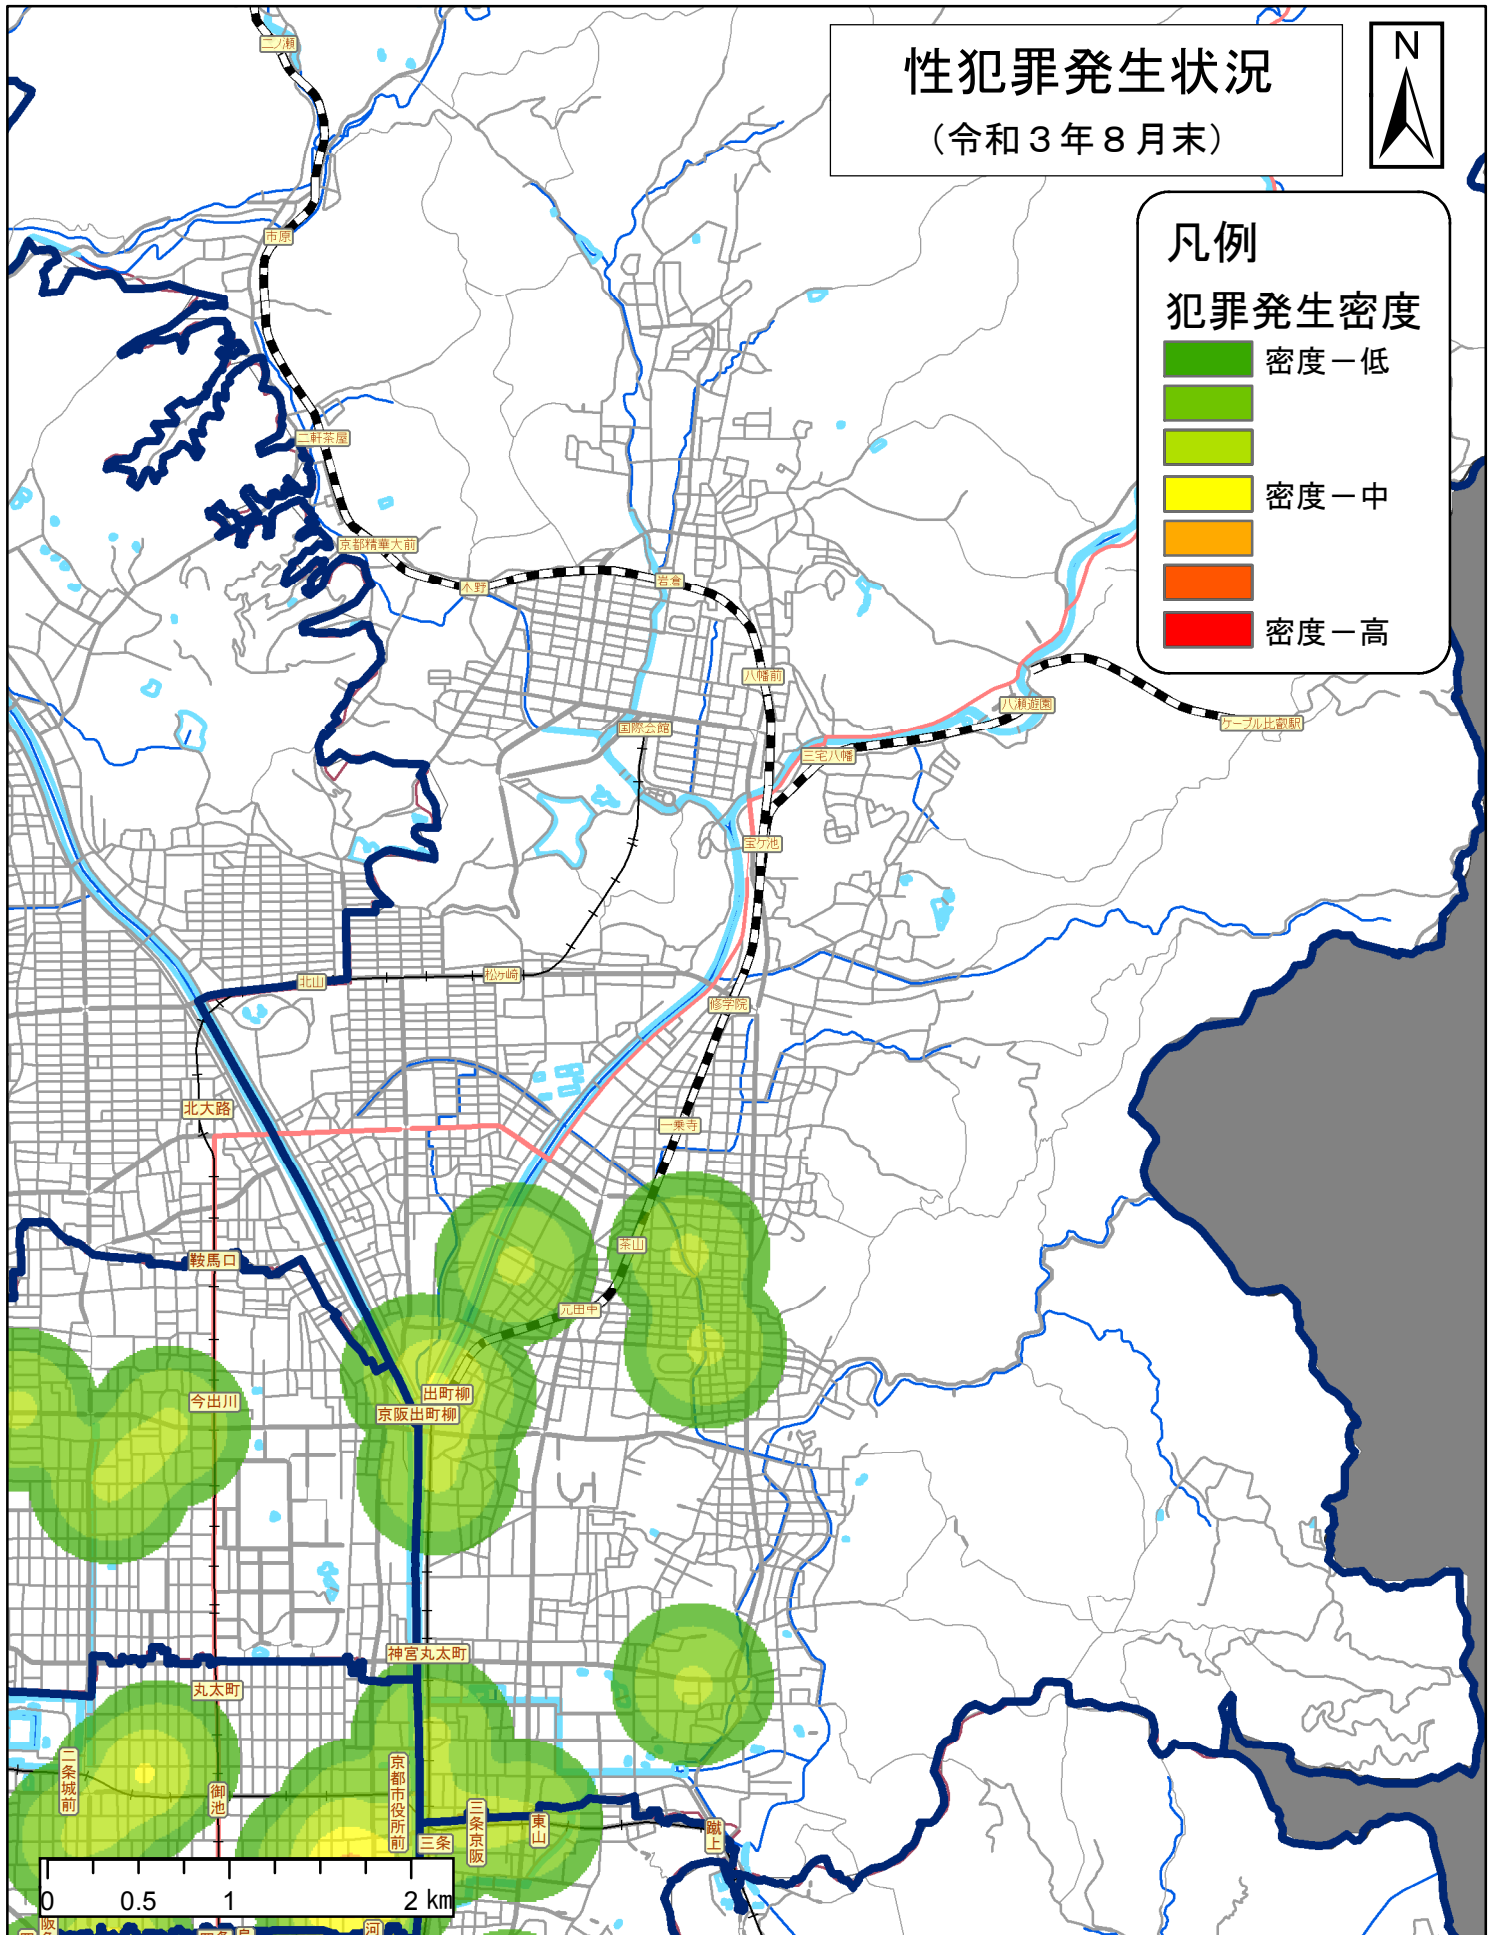 性犯罪発生状況
（令和３年８月末）
N
凡例
犯罪発生密度
密度－低
密度－中
密度－高
二ノ瀬
市原
二軒茶屋
京都精華大前
木野
岩倉
八幡前
国際会館
八瀬遊園
ケーブル比叡駅
三宅八幡
宝ケ池
北山
松ヶ崎
修学院
北大路
一乗寺
茶山
鞍馬口
元田中
今出川
出町柳
京阪出町柳
神宮丸太町
丸太町
二条城前
御池
京都市役所前
三条
三条京阪
東山
蹴上
0 0.5 1 2 km
河